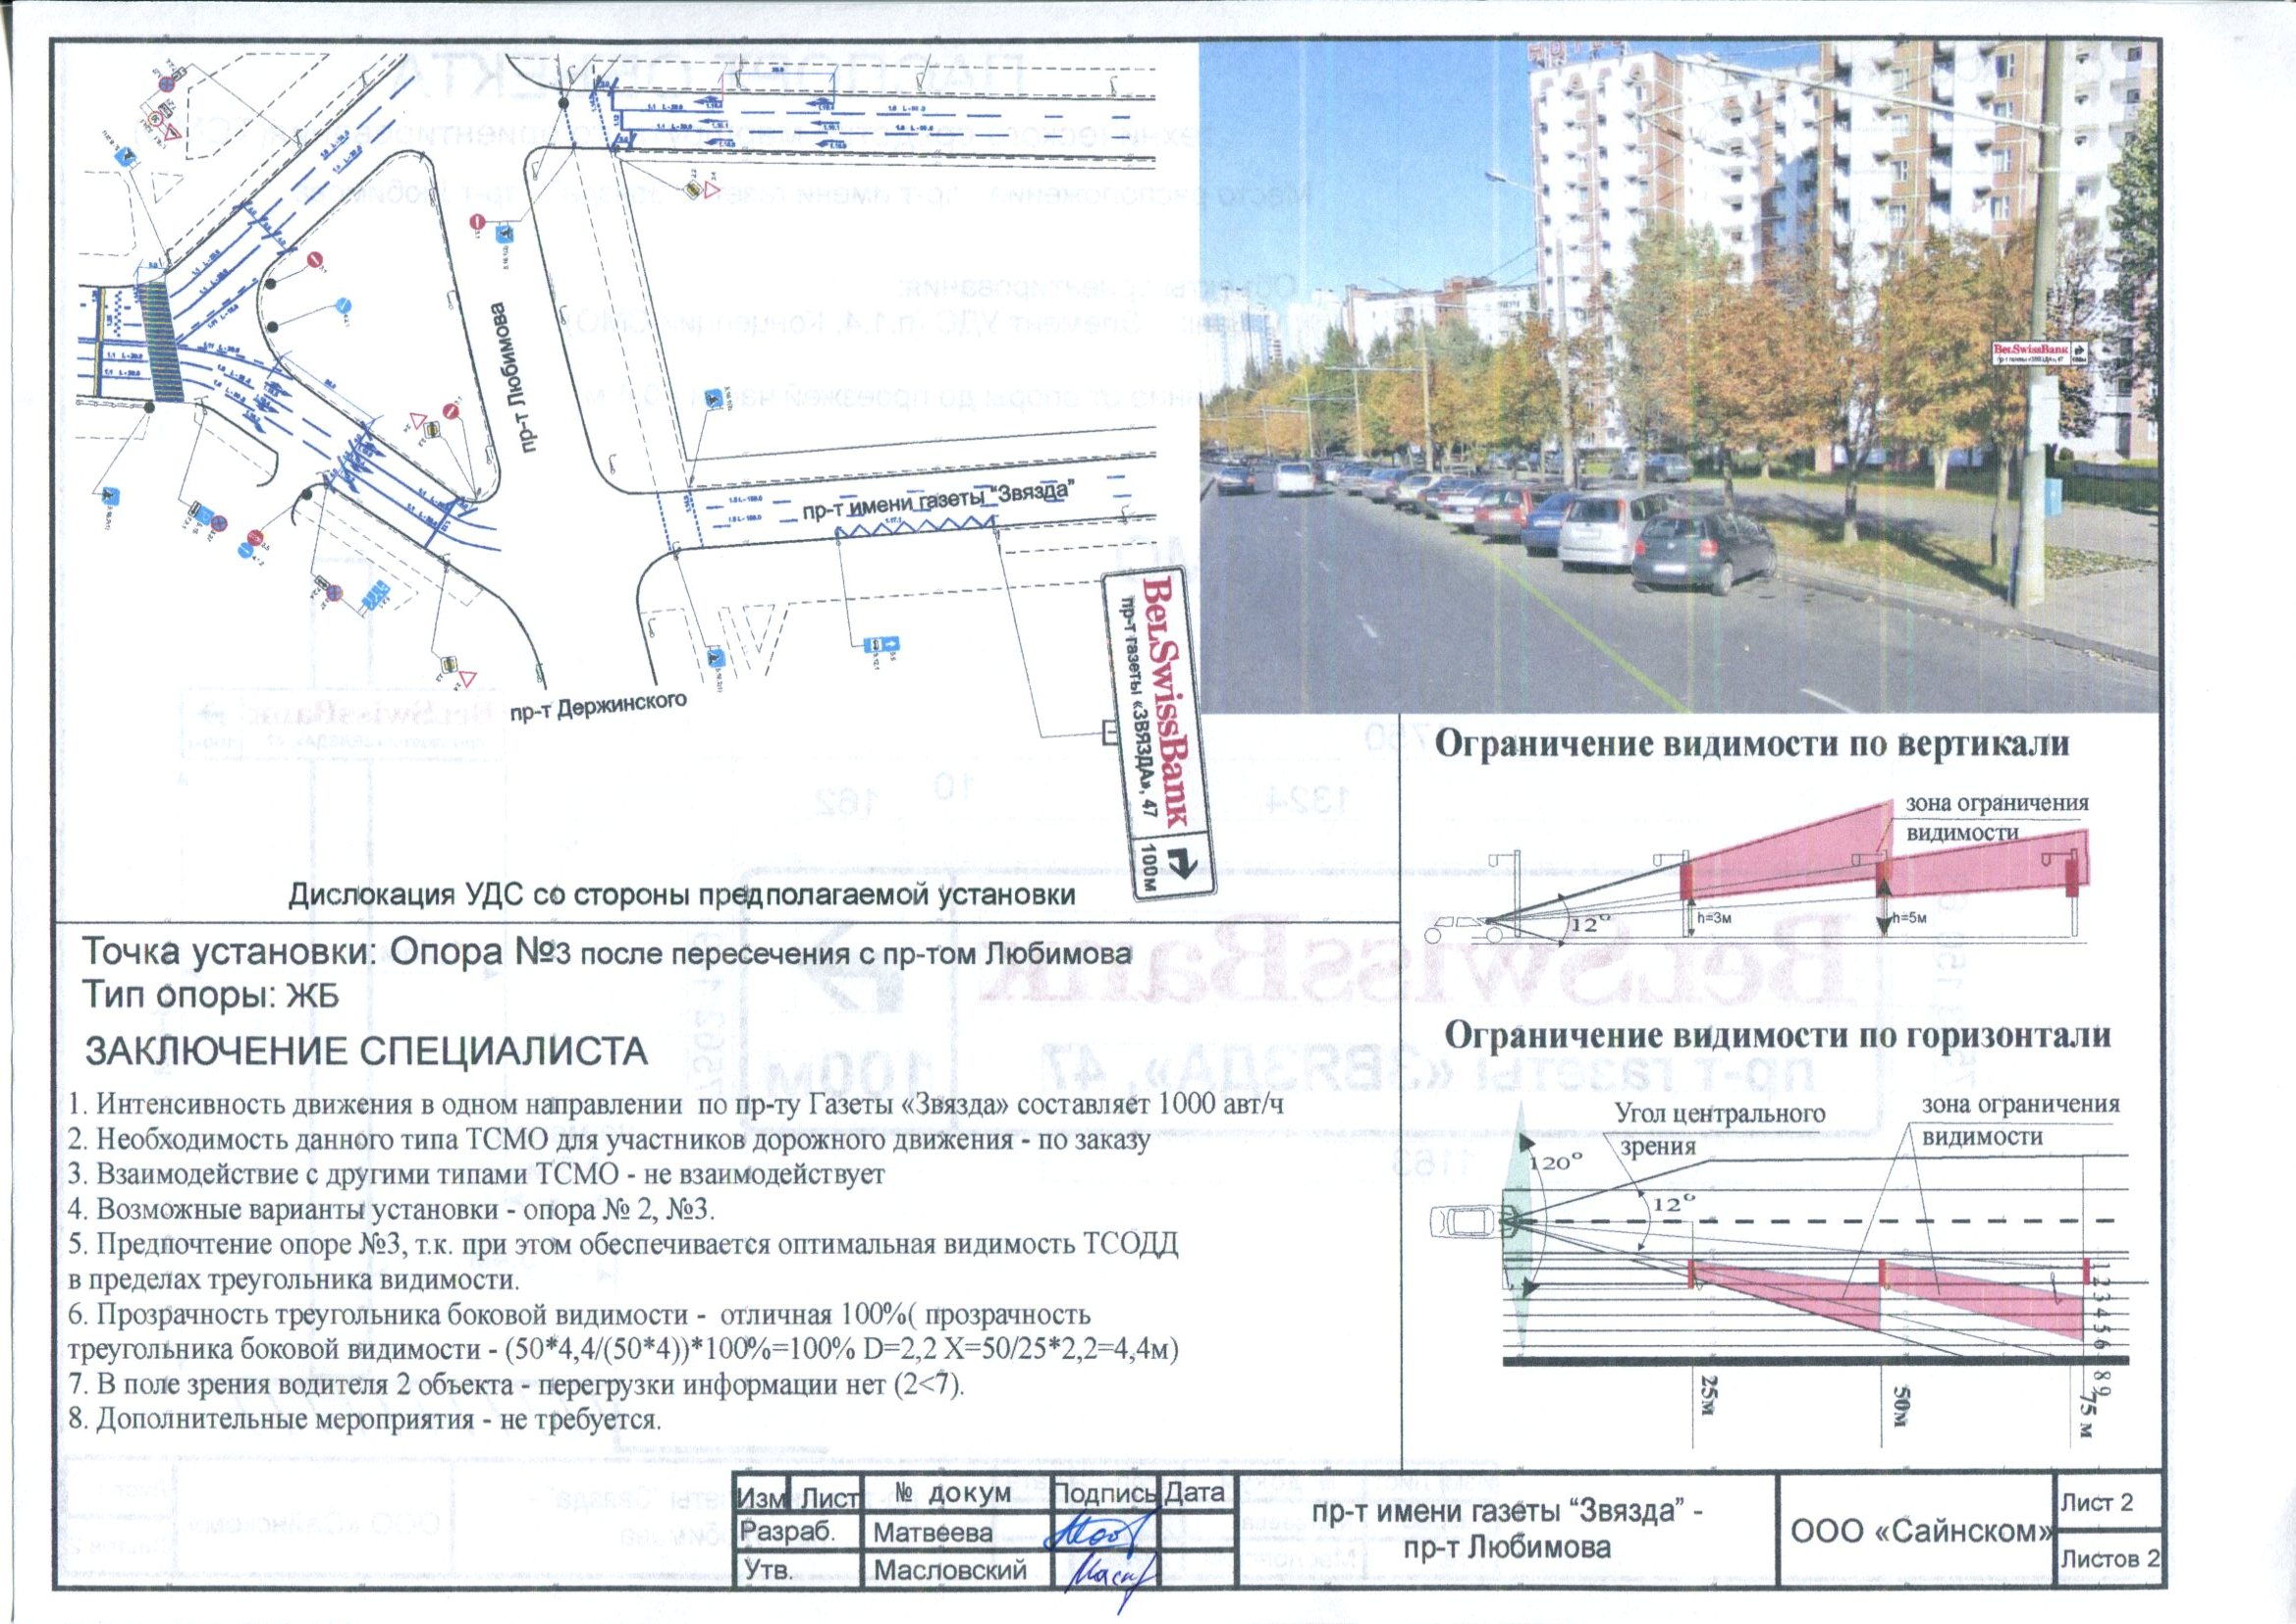 пр-т Любимова
пр-т имени газеты “Звязда”
пр-т Держинского
BelSwissBank
пр-т газеты «ЗВЯЗДА», 47
100м
Дислокация УДС со стороны предполагаемой установки
BelSwissBank
Точка установки: Опора №3 после пересечения с пр-том Любимова
Тип опоры: ЖБ
ЗАКЛЮЧЕНИЕ СПЕЦИАЛИСТА
1. Интенсивность движения в одном направлении по пр-ту Газеты «Звязда» составляет 1000 авт/ч
2. Необходимость данного типа ТСМО для участников дорожного движения - по заказу
3. Взаимодействие с другими типами ТСМО - не взаимодействует
4. Возможные варианты установки - опора № 2, №3.
5. Предпочтение опоре №3, т.к. при этом обеспечивается оптимальная видимость ТСОДД
в пределах треугольника видимости.
6. Прозрачность треугольника боковой видимости - отличная 100%( прозрачность
треугольника боковой видимости - (50*4,4/(50*4))*100%=100% D=2,2 X=50/25*2,2=4,4м)
7. В поле зрения водителя 2 объекта - перегрузки информации нет (2<7).
8. Дополнительные мероприятия - не требуется.
Ограничение видимости по вертикали
зона ограничения
видимости
12°
h=3м
h=5м
Ограничение видимости по горизонтали
Угол центрального
зрения
зона ограничения
видимости
120°
12°
1 2 3 4 5 6 8 9
25м
50м
75 м
Изм Лист № докум Подпись Дата
Разраб. Матвеева
Утв. Масловский
пр-т имени газеты “Звязда” -
пр-т Любимова
ООО «Сайнском»
Лист 2
Листов 2